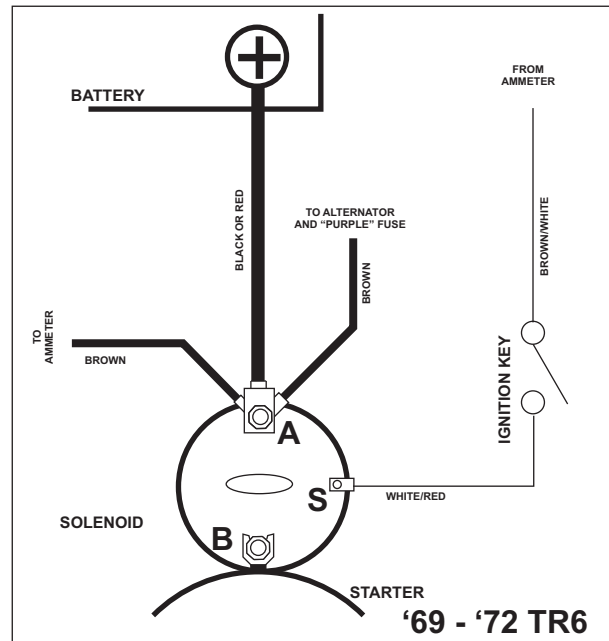 FROM
AMMETER
BATTERY
BLACK OR RED
TO ALTERNATOR
AND “PURPLE” FUSE
BROWN/WHITE
BROWN
TO
AMMETER
BROWN
IGNITION KEY
A
S
WHITE/RED
SOLENOID
B
STARTER
‘69 - ‘72 TR6